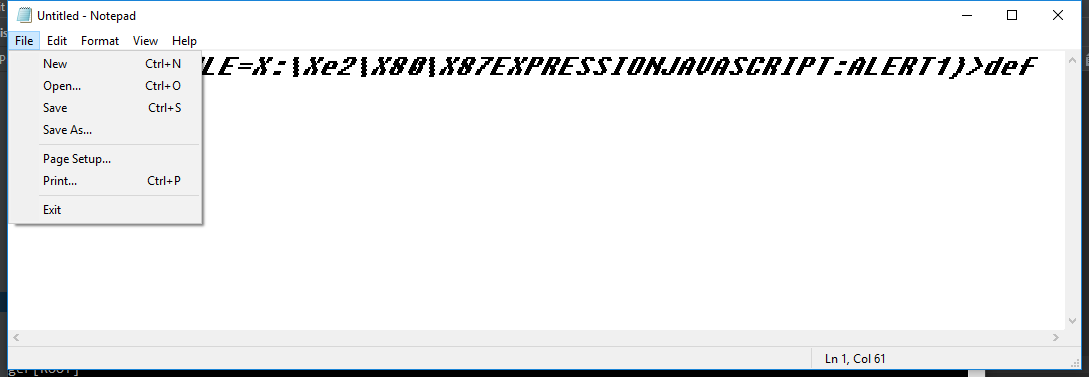 Untitled - Notepad
File Edit Format View Help
LE=X:\Xe2\X80\X87EXPRESSIONJAVASCRIPT:ALERT1)>def
New Ctrl+N
Open... Ctrl+O
Save Ctrl+S
Save As...
Page Setup...
Print... Ctrl+P
Exit
Ln 1, Col 61